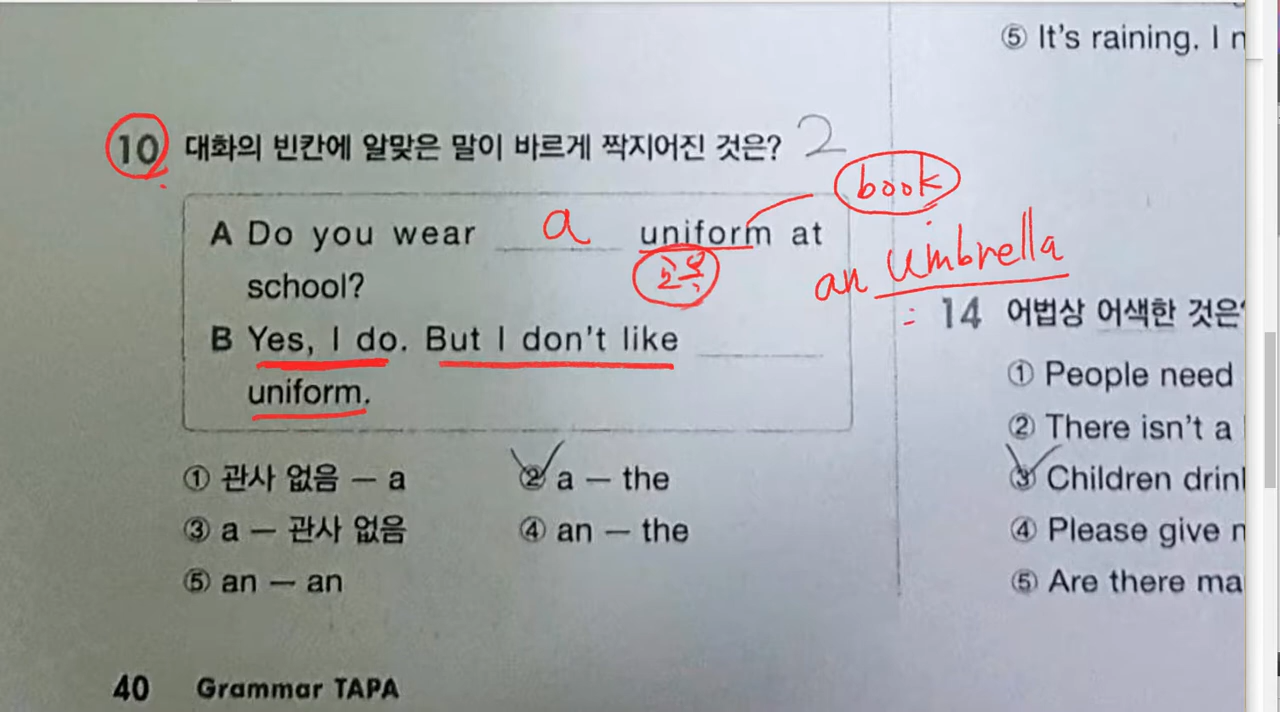 10 대화의 빈칸에 알맞은 말이 바르게 짝지어진 것은? 2
book
A Do you wear a uniform at
교복
an umbrella
school?
B Yes, I do. But I don't like
uniform.
① 관사 없음 – a
② a – the
③ a – 관사 없음
④ an – the
⑤ an – an
40 Grammar TAPA
⑤ It's raining. I
14 어법상 어색한 것은
① People need
② There isn't a
③ Children
④ Please give
⑤ Are there